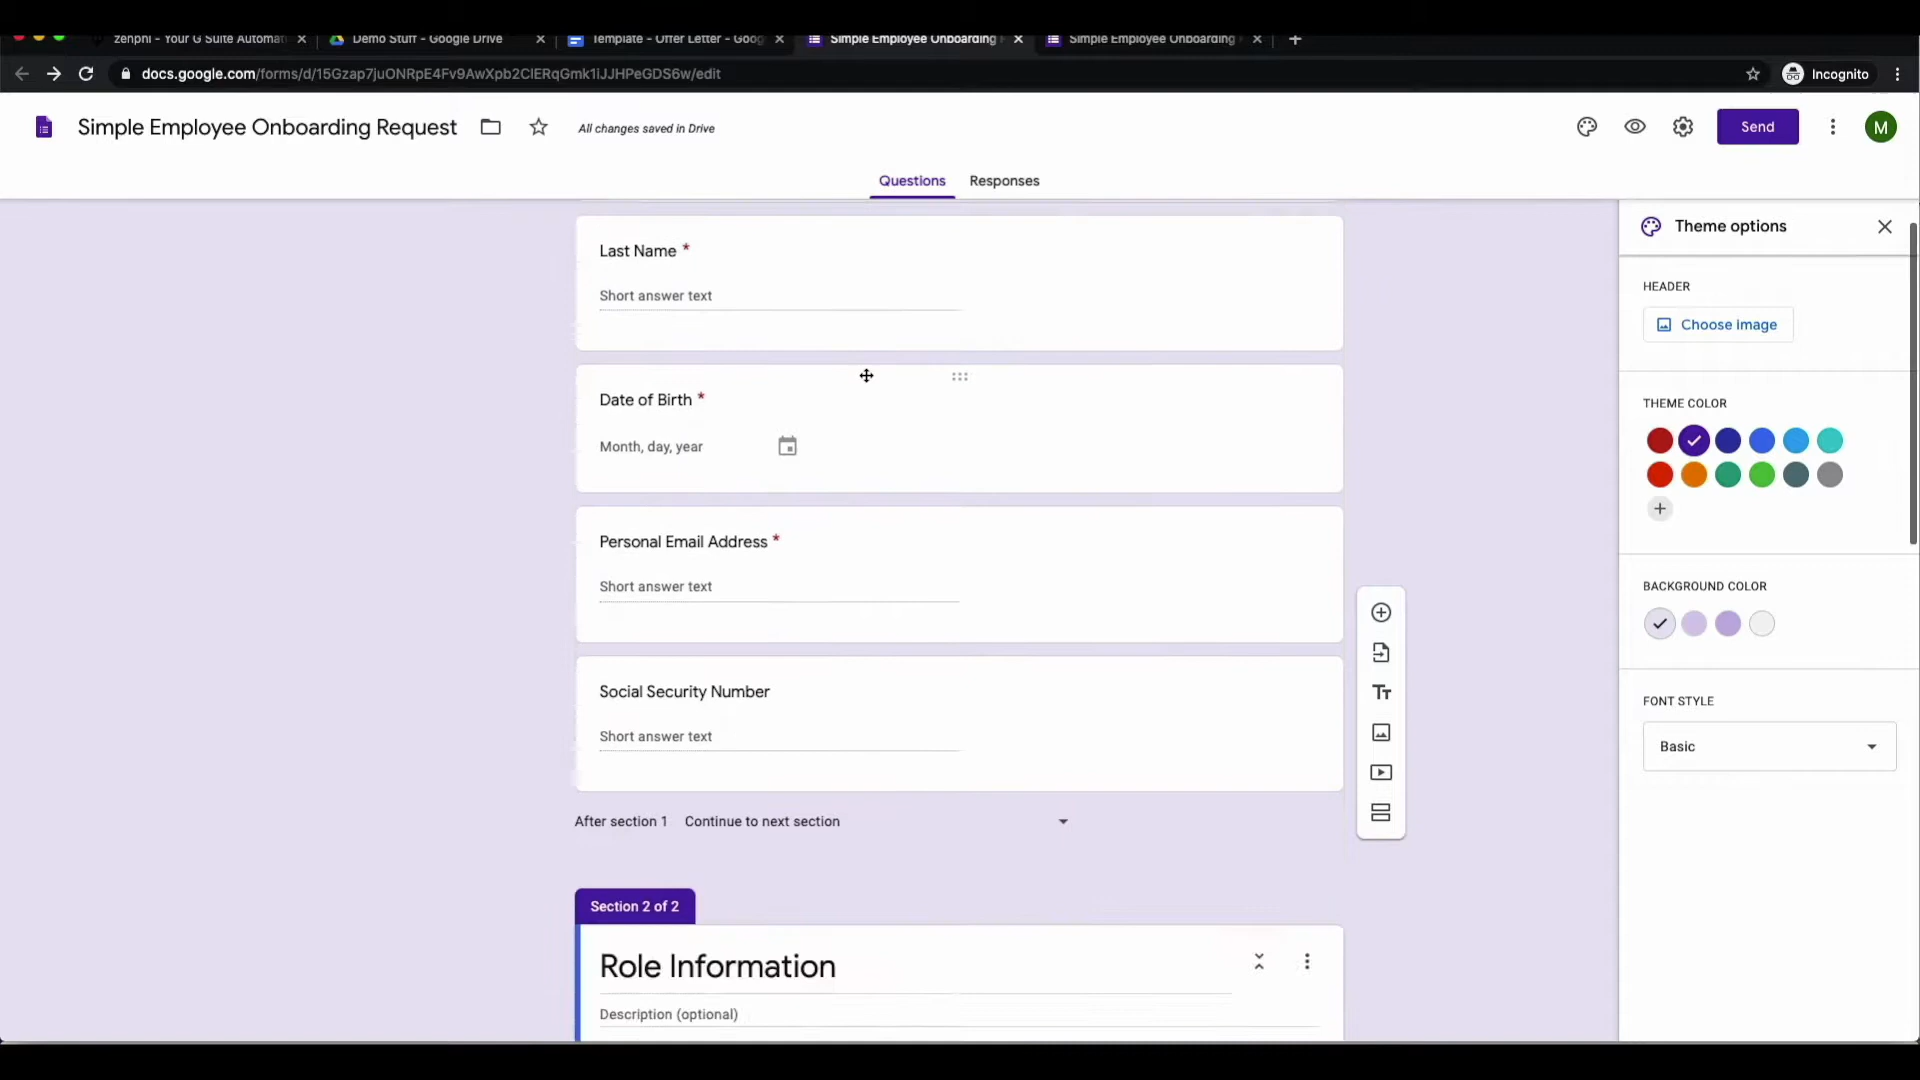 zenphi - Your G Suite Automat
Demo Stuff - Google Drive
Template - Offer Letter - Goog
Simple Employee Onboarding
Simple Employee Onboarding
docs.google.com/forms/d/15Gzap7juONRpE4Fv9AwXpb2ClERqGmk1iJJHPeGDS6w/edit
Incognito
Simple Employee Onboarding Request
All changes saved in Drive
Send
M
Questions
Responses
Theme options
Last Name *
Short answer text
HEADER
Choose image
Date of Birth *
Month, day, year
THEME COLOR
Personal Email Address *
Short answer text
BACKGROUND COLOR
Social Security Number
Short answer text
FONT STYLE
Basic
After section 1 Continue to next section
Section 2 of 2
Role Information
Description (optional)